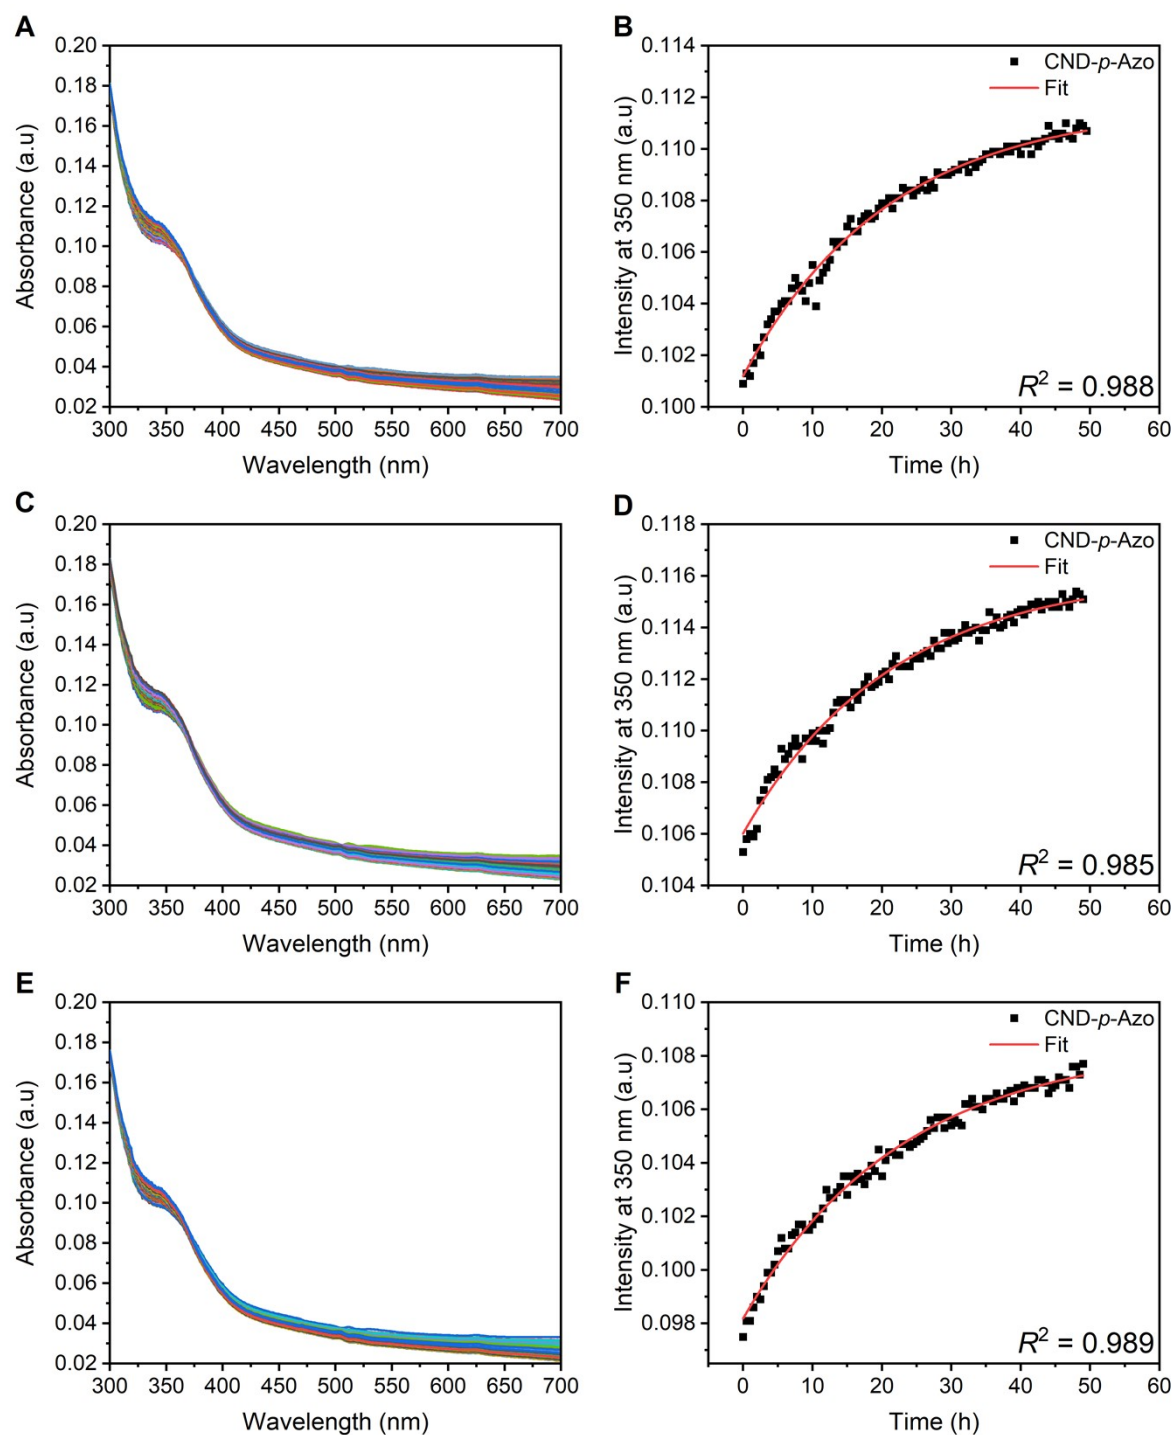 A
0.20
0.18
0.16
0.14
0.12
0.10
0.08
0.06
0.04
0.02
Absorbance (a.u)
300 350 400 450 500 550 600 650 700
Wavelength (nm)
B
0.114
0.112
0.110
0.108
0.106
0.104
0.102
0.100
Intensity at 350 nm (a.u)
CND-p-Azo
Fit
R² = 0.988
0 10 20 30 40 50 60
Time (h)
C
0.20
0.18
0.16
0.14
0.12
0.10
0.08
0.06
0.04
0.02
Absorbance (a.u)
300 350 400 450 500 550 600 650 700
Wavelength (nm)
D
0.118
0.116
0.114
0.112
0.110
0.108
0.106
0.104
Intensity at 350 nm (a.u)
CND-p-Azo
Fit
R² = 0.985
0 10 20 30 40 50 60
Time (h)
E
0.20
0.18
0.16
0.14
0.12
0.10
0.08
0.06
0.04
0.02
Absorbance (a.u)
300 350 400 450 500 550 600 650 700
Wavelength (nm)
F
0.110
0.108
0.106
0.104
0.102
0.100
0.098
Intensity at 350 nm (a.u)
CND-p-Azo
Fit
R² = 0.989
0 10 20 30 40 50 60
Time (h)